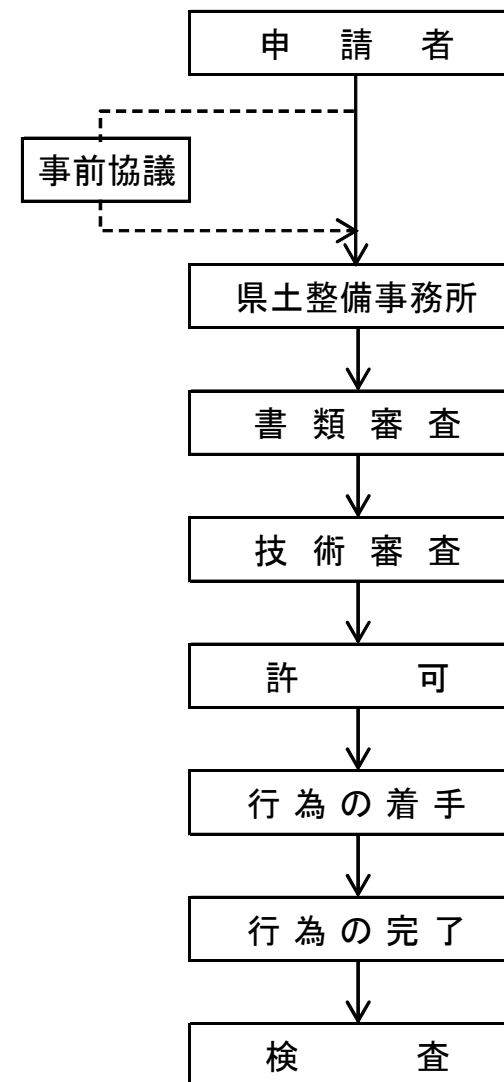 申請者
事前協議
県土整備事務所
書類審査
技術審査
許可
行為の着手
行為の完了
検査